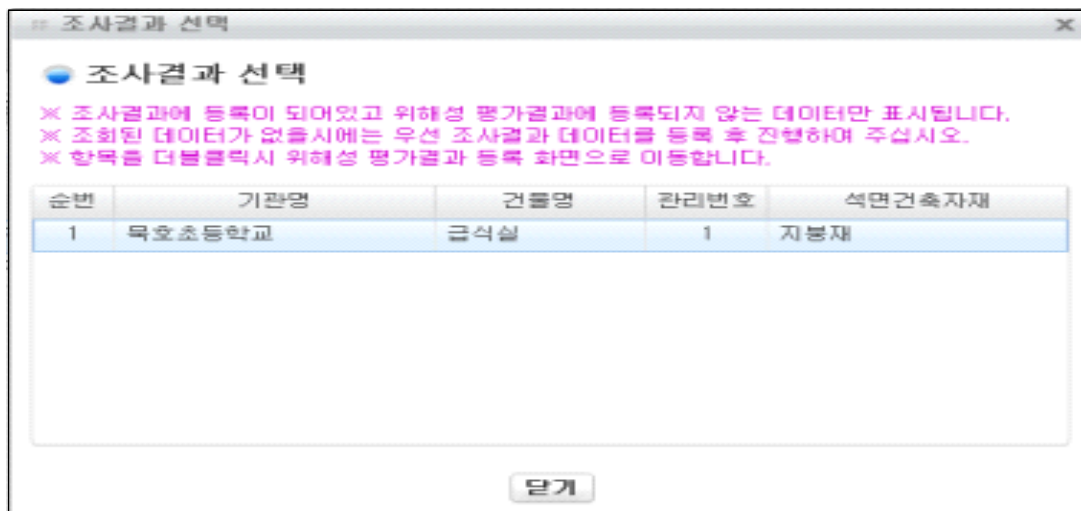 조사결과 선택
조사결과 선택
※ 조사결과에 등록이 되어있고 위해성 평가결과에 등록되지 않는 데이터만 표시됩니다.
※ 조회된 데이터가 없을시에는 우선 조사결과 데이터를 등록 후 진행하여 주십시오.
※ 항목을 더블클릭시 위해성 평가결과 등록 화면으로 이동합니다.
순번 기관명 건물명 관리번호 석면건축자재
1 묵호초등학교 급식실 1 지붕재
닫기